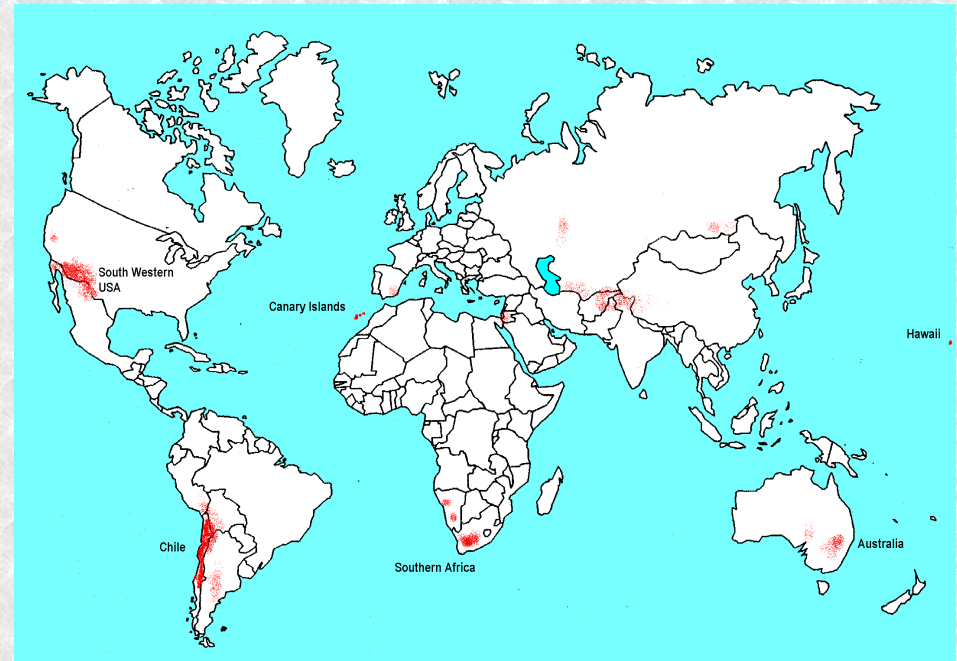 South Western
USA
Canary Islands
Hawaii
Chile
Australia
Southern Africa